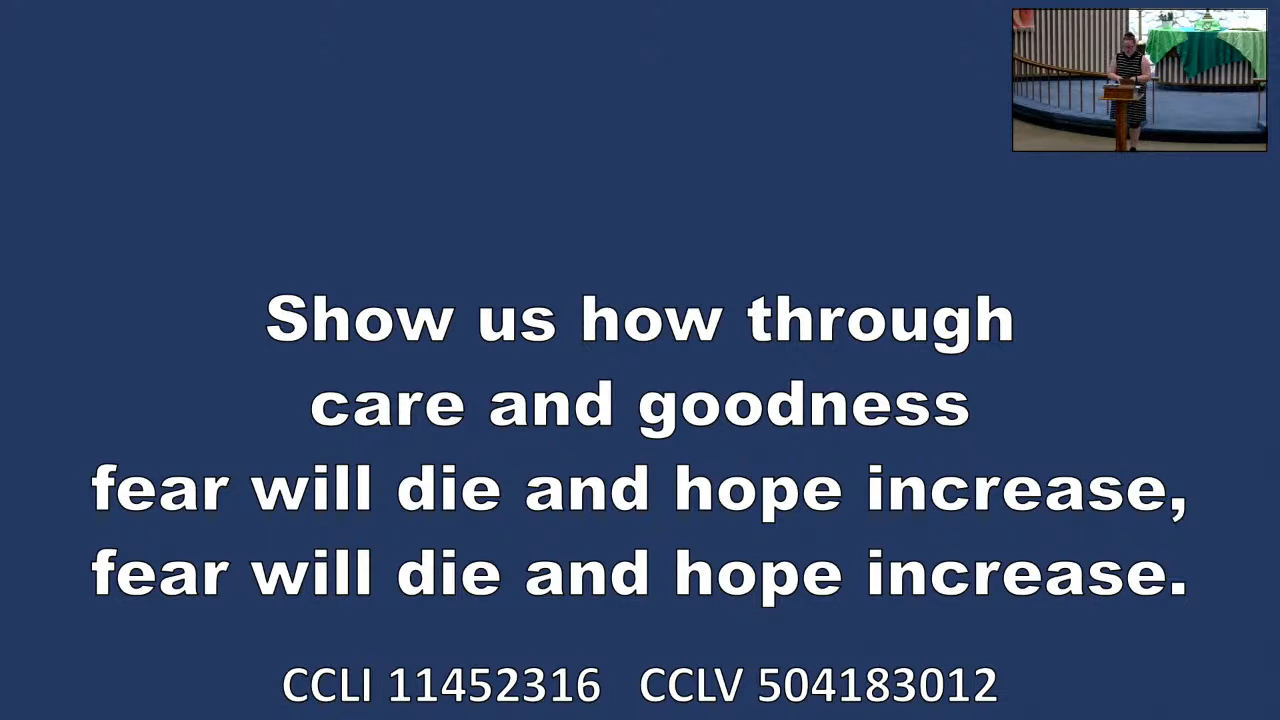 Show us how through
care and goodness
fear will die and hope increase,
fear will die and hope increase.
CCLI 11452316 CCLV 504183012